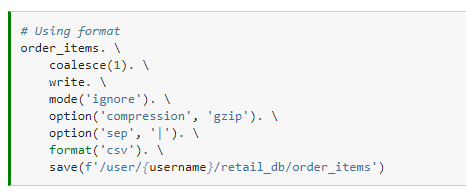 # Using format
order_items. \
    coalesce(1). \
    write. \
    mode('ignore'). \
    option('compression', 'gzip'). \
    option('sep', '|'). \
    format('csv'). \
    save(f'/user/{username}/retail_db/order_items')